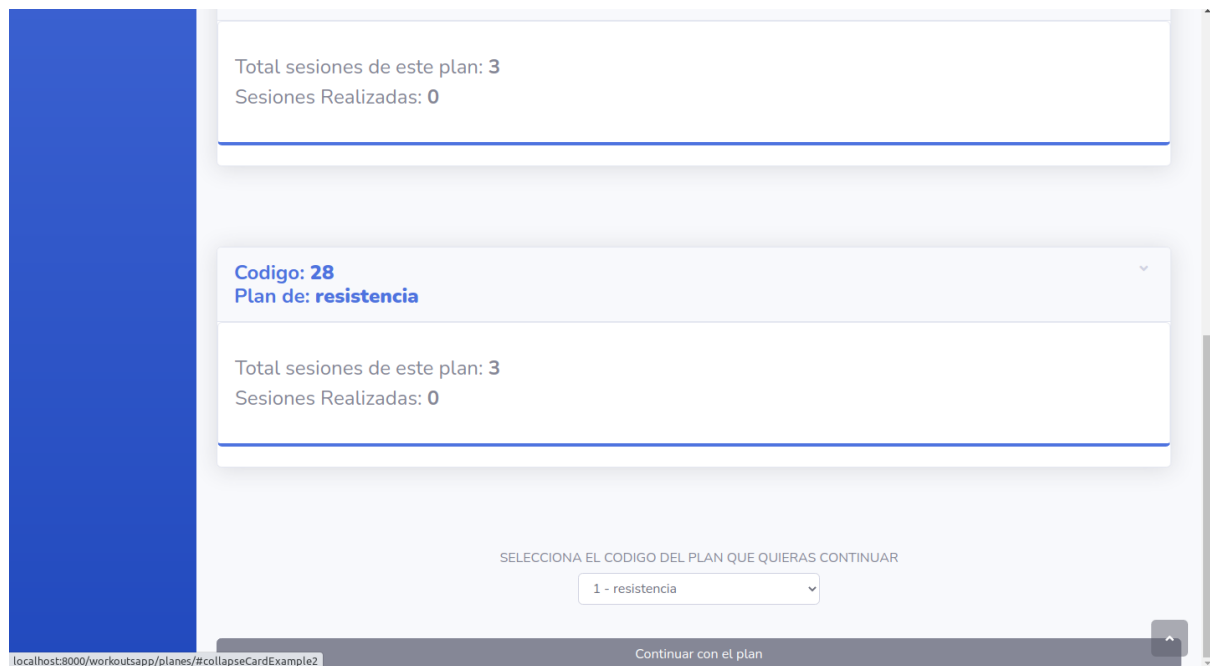 Total sesiones de este plan: 3
Sesiones Realizadas: 0
Codigo: 28
Plan de: resistencia
Total sesiones de este plan: 3
Sesiones Realizadas: 0
SELECCIONA EL CODIGO DEL PLAN QUE QUIERAS CONTINUAR
1 - resistencia
Continuar con el plan
localhost:8000/workoutsapp/planes/#collapseCardExample2